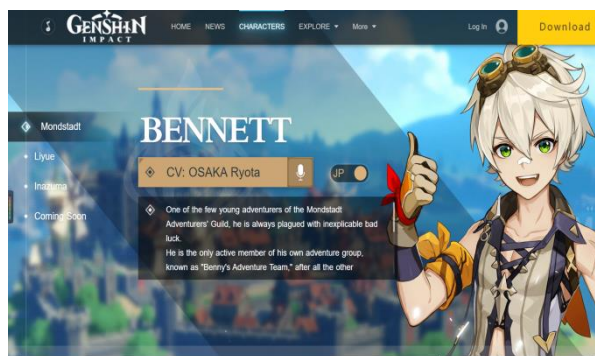 GENSHIN
IMPACT
HOME NEWS CHARACTERS EXPLORE More
Log In
Download
Mondstadt
Liyue
Inazuma
Coming Soon
BENNETT
CV: OSAKA Ryota
JP
One of the few young adventurers of the Mondstadt
Adventurers' Guild, he is always plagued with inexplicable bad
luck.
He is the only active member of his own adventure group,
known as "Benny's Adventure Team," after all the other